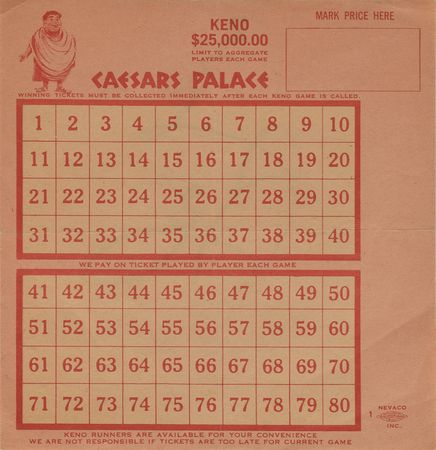 KENO
$25,000.00
LIMIT TO AGGREGATE
PLAYERS EACH GAME
MARK PRICE HERE
CAESARS PALACE
WINNING TICKETS MUST BE COLLECTED IMMEDIATELY AFTER EACH KENO GAME IS CALLED.
1 2 3 4 5 6 7 8 9 10
11 12 13 14 15 16 17 18 19 20
21 22 23 24 25 26 27 28 29 30
31 32 33 34 35 36 37 38 39 40
WE PAY ON TICKET PLAYED BY PLAYER EACH GAME
41 42 43 44 45 46 47 48 49 50
51 52 53 54 55 56 57 58 59 60
61 62 63 64 65 66 67 68 69 70
71 72 73 74 75 76 77 78 79 80
KENO RUNNERS ARE AVAILABLE FOR YOUR CONVENIENCE
WE ARE NOT RESPONSIBLE IF TICKETS ARE TOO LATE FOR CURRENT GAME
NEVACO
1
INC.